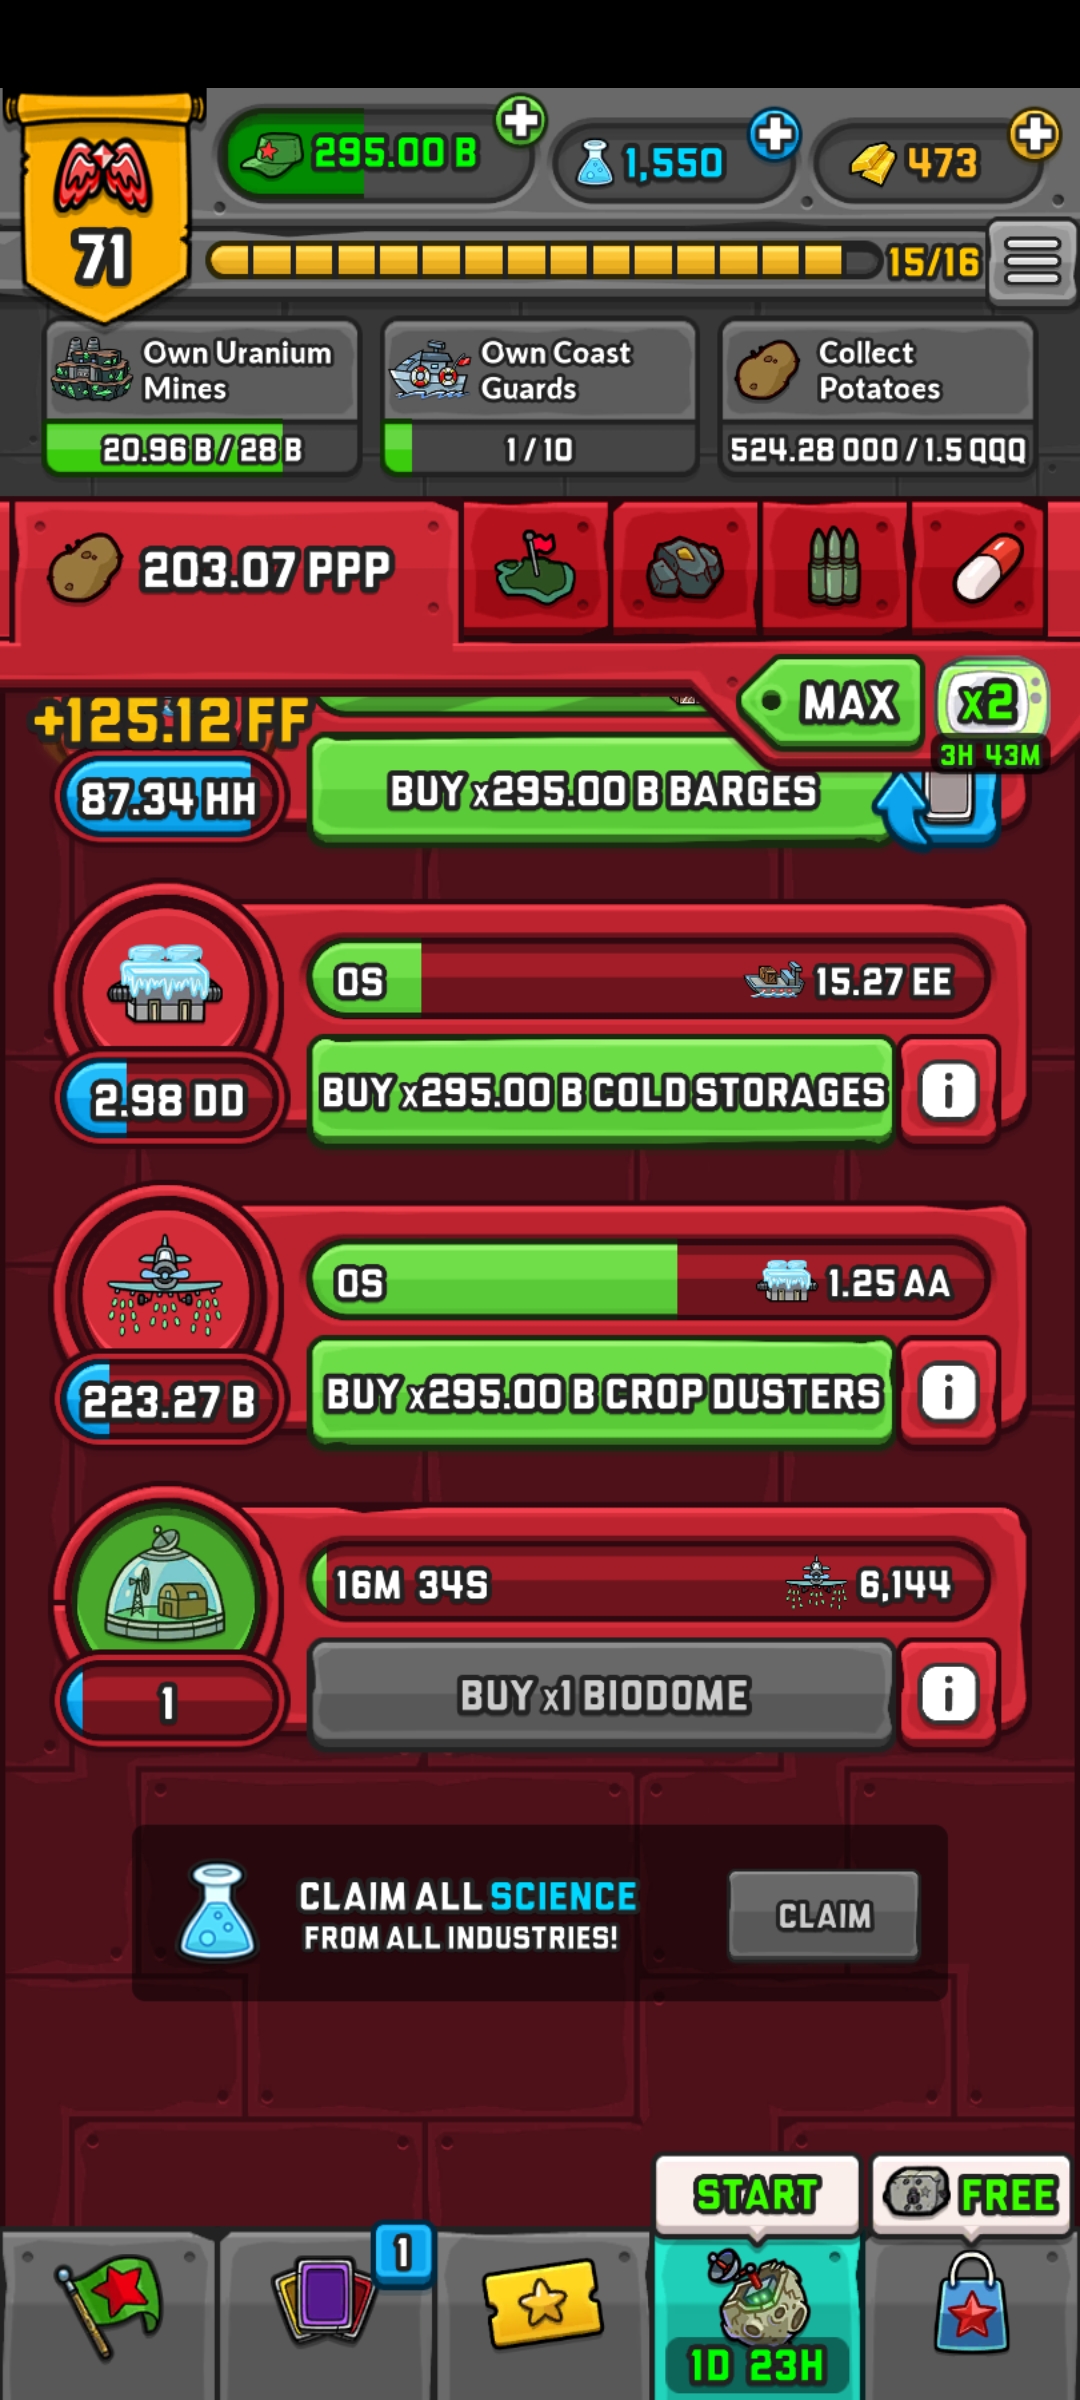 295.00 B
1,550
473
71
15/16
Own Uranium
Mines
20.96 B / 28 B
Own Coast
Guards
1 / 10
Collect
Potatoes
524.28 000 / 1.5 QQQ
203.07 PPP
MAX
x2
3H 43M
+125.12 FF
87.34 HH
BUY x295.00 B BARGES
0S
15.27 EE
2.98 DD
BUY x295.00 B COLD STORAGES
i
0S
1.25 AA
223.27 B
BUY x295.00 B CROP DUSTERS
i
16M 34S
6,144
1
BUY x1 BIODOME
i
CLAIM ALL SCIENCE
FROM ALL INDUSTRIES!
CLAIM
START
FREE
1
1D 23H